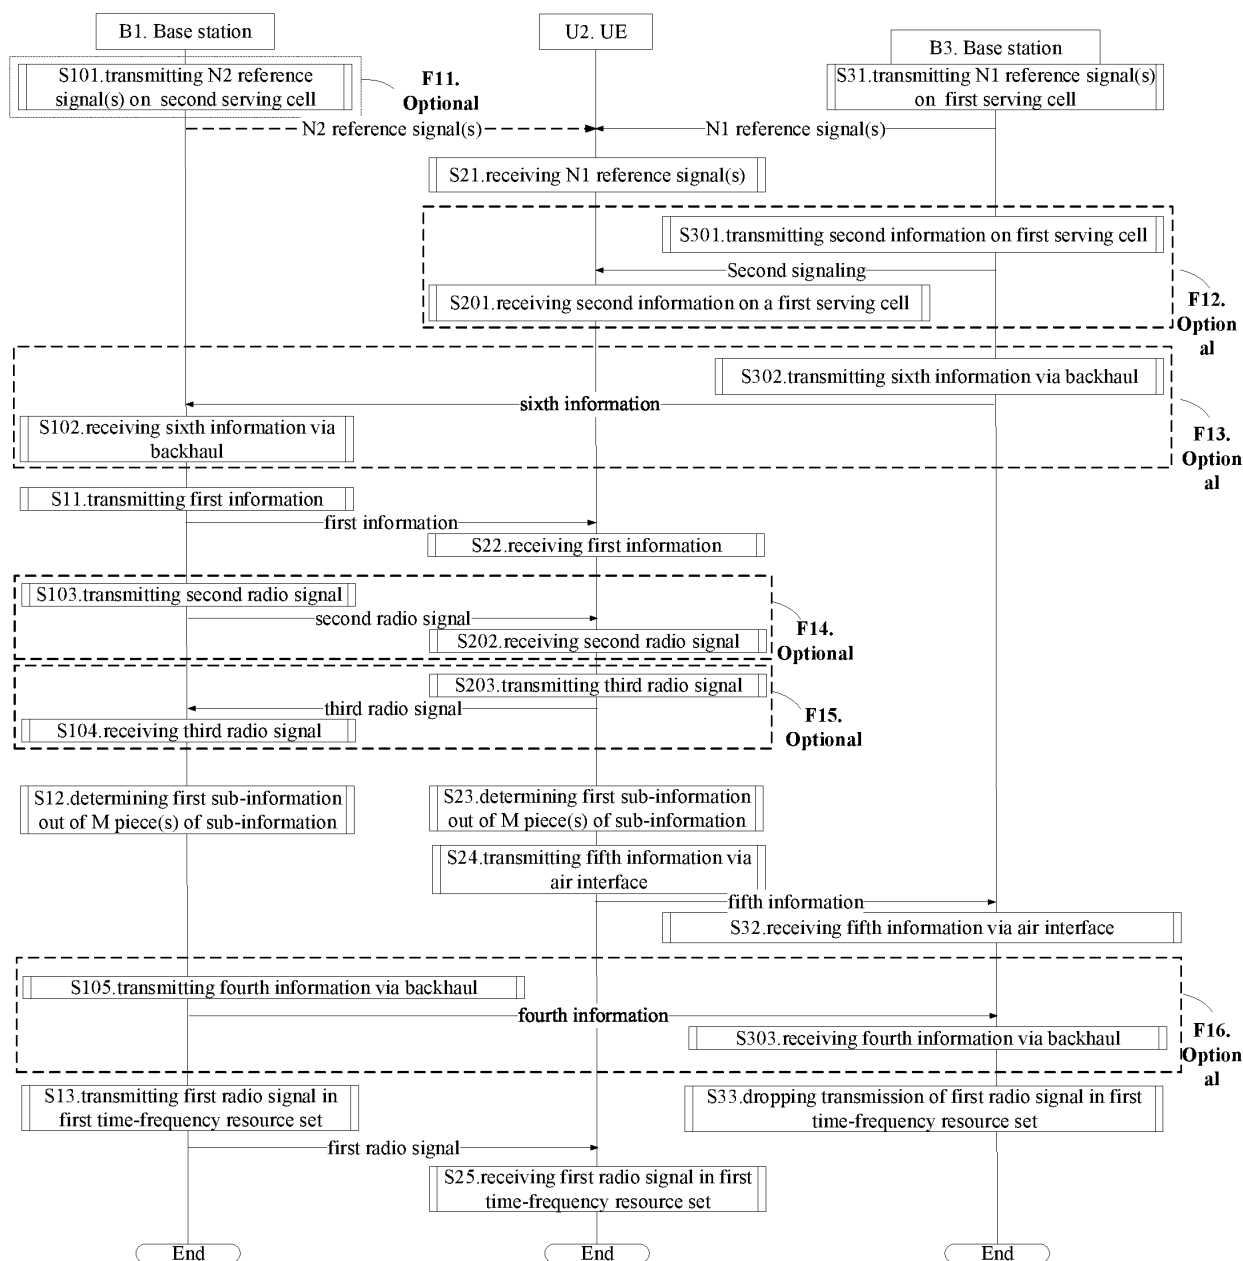 B1. Base station
U2. UE
B3. Base station
S101.transmitting N2 reference
signal(s) on second serving cell
F11.
Optional
S31.transmitting N1 reference signal(s)
on first serving cell
N2 reference signal(s)
N1 reference signal(s)
S21.receiving N1 reference signal(s)
S301.transmitting second information on first serving cell
Second signaling
S201.receiving second information on a first serving cell
F12.
Option
al
S302.transmitting sixth information via backhaul
sixth information
S102.receiving sixth information via
backhaul
F13.
Option
al
S11.transmitting first information
first information
S22.receiving first information
S103.transmitting second radio signal
second radio signal
S202.receiving second radio signal
F14.
Optional
S203.transmitting third radio signal
third radio signal
S104.receiving third radio signal
F15.
Optional
S12.determining first sub-information
out of M piece(s) of sub-information
S23.determining first sub-information
out of M piece(s) of sub-information
S24.transmitting fifth information via
air interface
fifth information
S32.receiving fifth information via air interface
S105.transmitting fourth information via backhaul
fourth information
S303.receiving fourth information via backhaul
F16.
Option
al
S13.transmitting first radio signal in
first time-frequency resource set
S33.dropping transmission of first radio signal in first
time-frequency resource set
first radio signal
S25.receiving first radio signal in first
time-frequency resource set
End
End
End